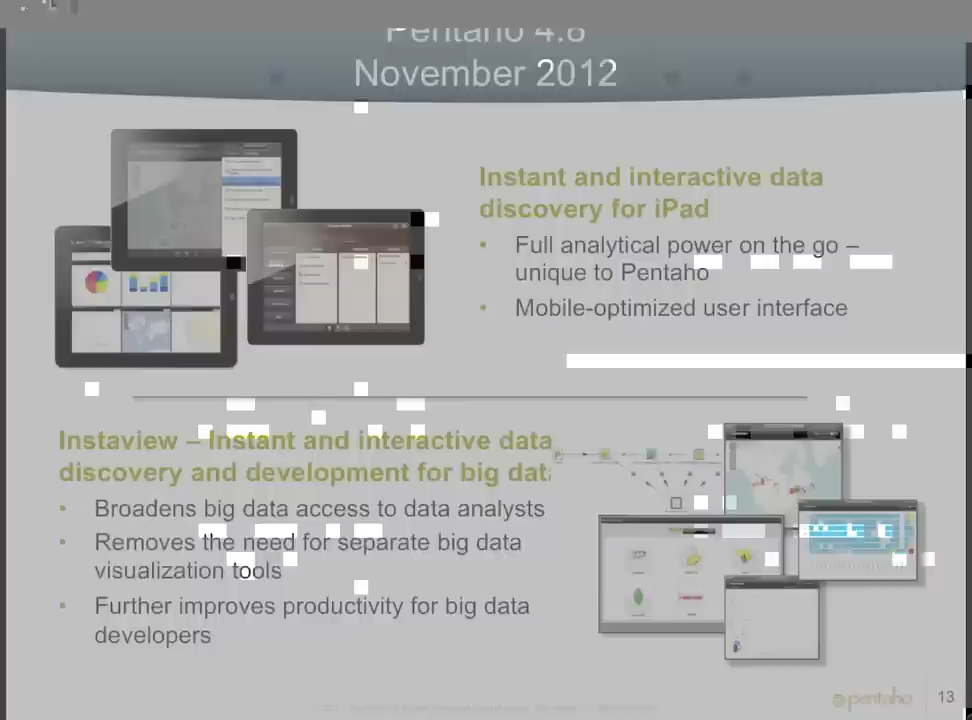 Pentaho 4.8
November 2012
Instant and interactive data
discovery for iPad
• Full analytical power on the go –
unique to Pentaho
• Mobile-optimized user interface
Instaview – Instant and interactive data
discovery and development for big data
• Broadens big data access to data analysts
• Removes the need for separate big data
visualization tools
• Further improves productivity for big data
developers
pentaho
13